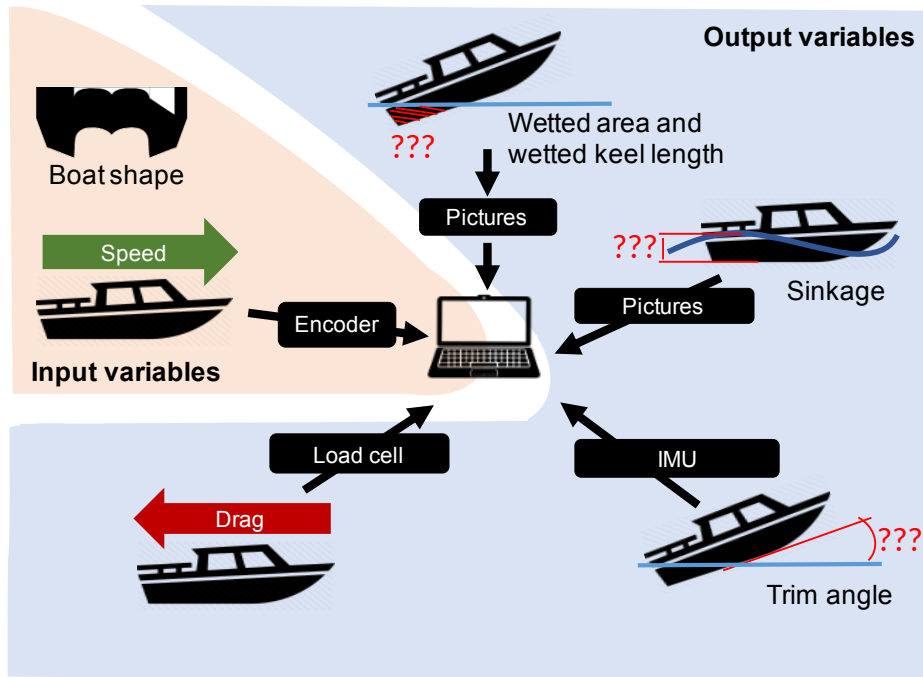 Output variables
Boat shape
Wetted area and
wetted keel length
???
Pictures
Speed
???
Sinkage
Pictures
Encoder
Input variables
Load cell
IMU
Drag
???
Trim angle